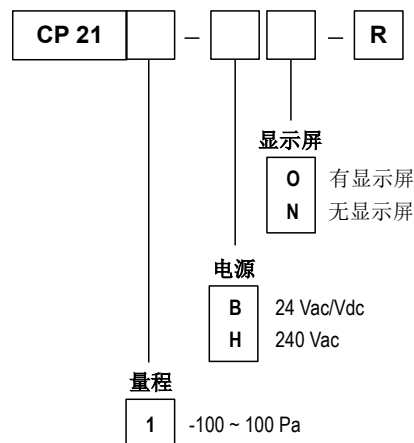 CP 21 – – R
显示屏
O 有显示屏
N 无显示屏
电源
B 24 Vac/Vdc
H 240 Vac
量程
1 -100 ~ 100 Pa